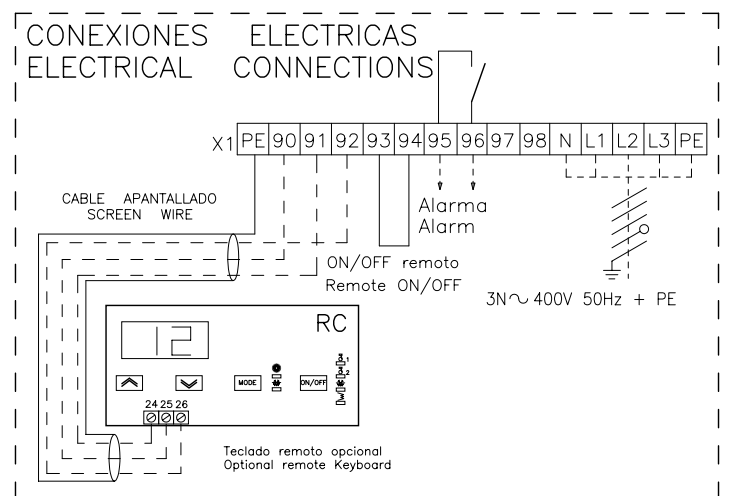 CONEXIONES ELECTRICAS
ELECTRICAL CONNECTIONS
X1 PE 90 91 92 93 94 95 96 97 98 N L1 L2 L3 PE
CABLE APANTALLADO
SCREEN WIRE
Alarma
Alarm
ON/OFF remoto
Remote ON/OFF
3N~ 400V 50Hz + PE
RC
12
MODE
ON/OFF
1
2
24 25 26
Teclado remoto opcional
Optional remote Keyboard